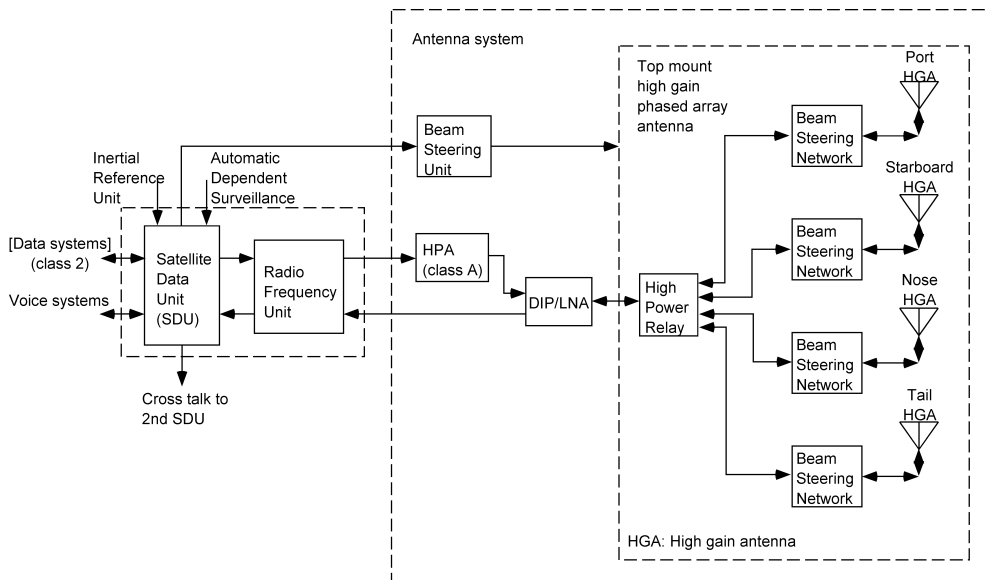 Antenna system
Top mount
high gain
phased array
antenna
Port
HGA
Beam
Steering
Network
Beam
Steering
Unit
Inertial
Reference
Unit
Automatic
Dependent
Surveillance
Starboard
HGA
Beam
Steering
Network
[Data systems]
(class 2)
Voice systems
Satellite
Data
Unit
(SDU)
Radio
Frequency
Unit
HPA
(class A)
DIP/LNA
High
Power
Relay
Nose
HGA
Beam
Steering
Network
Cross talk to
2nd SDU
Tail
HGA
Beam
Steering
Network
HGA: High gain antenna